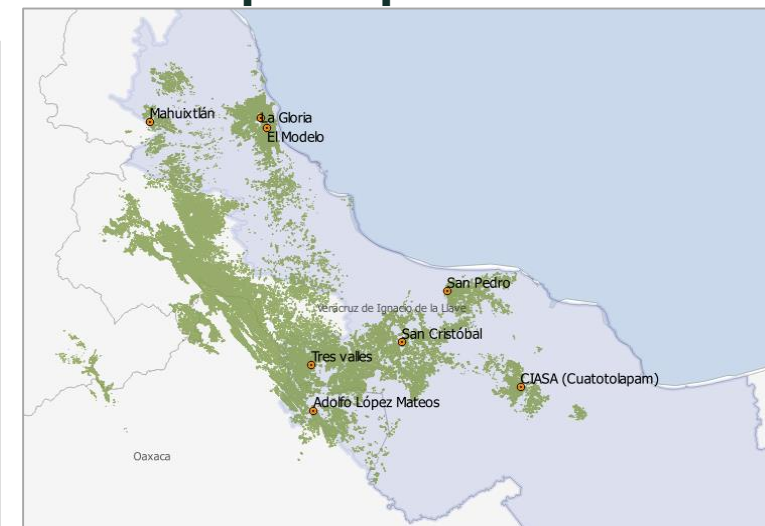 Mahuixtlán
La Gloria
El Modelo
San Pedro
Veracruz de Ignacio de la Llave
San Cristóbal
Tres valles
CIASA (Cuatotolapam)
Adolfo López Mateos
Oaxaca